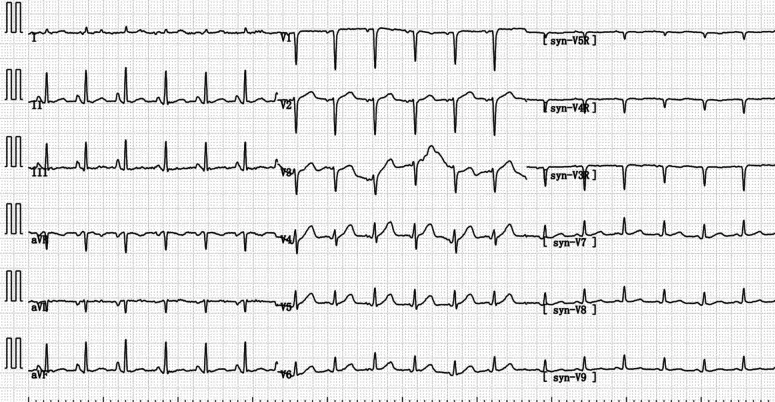 I
V1
[ syn-V5R ]
II
V2
[ syn-V4R ]
III
V3
[ syn-V3R ]
aVR
V4
[ syn-V7 ]
aVL
V5
[ syn-V8 ]
aVF
V6
[ syn-V9 ]